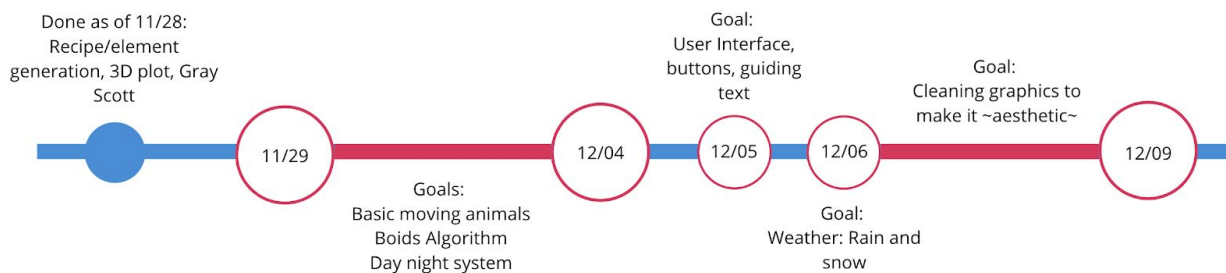 Done as of 11/28:
Recipe/element
generation, 3D plot, Gray
Scott
11/29
Goals:
Basic moving animals
Boids Algorithm
Day night system
12/04
Goal:
User Interface,
buttons, guiding
text
12/05
12/06
Goal:
Weather: Rain and
snow
Goal:
Cleaning graphics to
make it ~aesthetic~
12/09